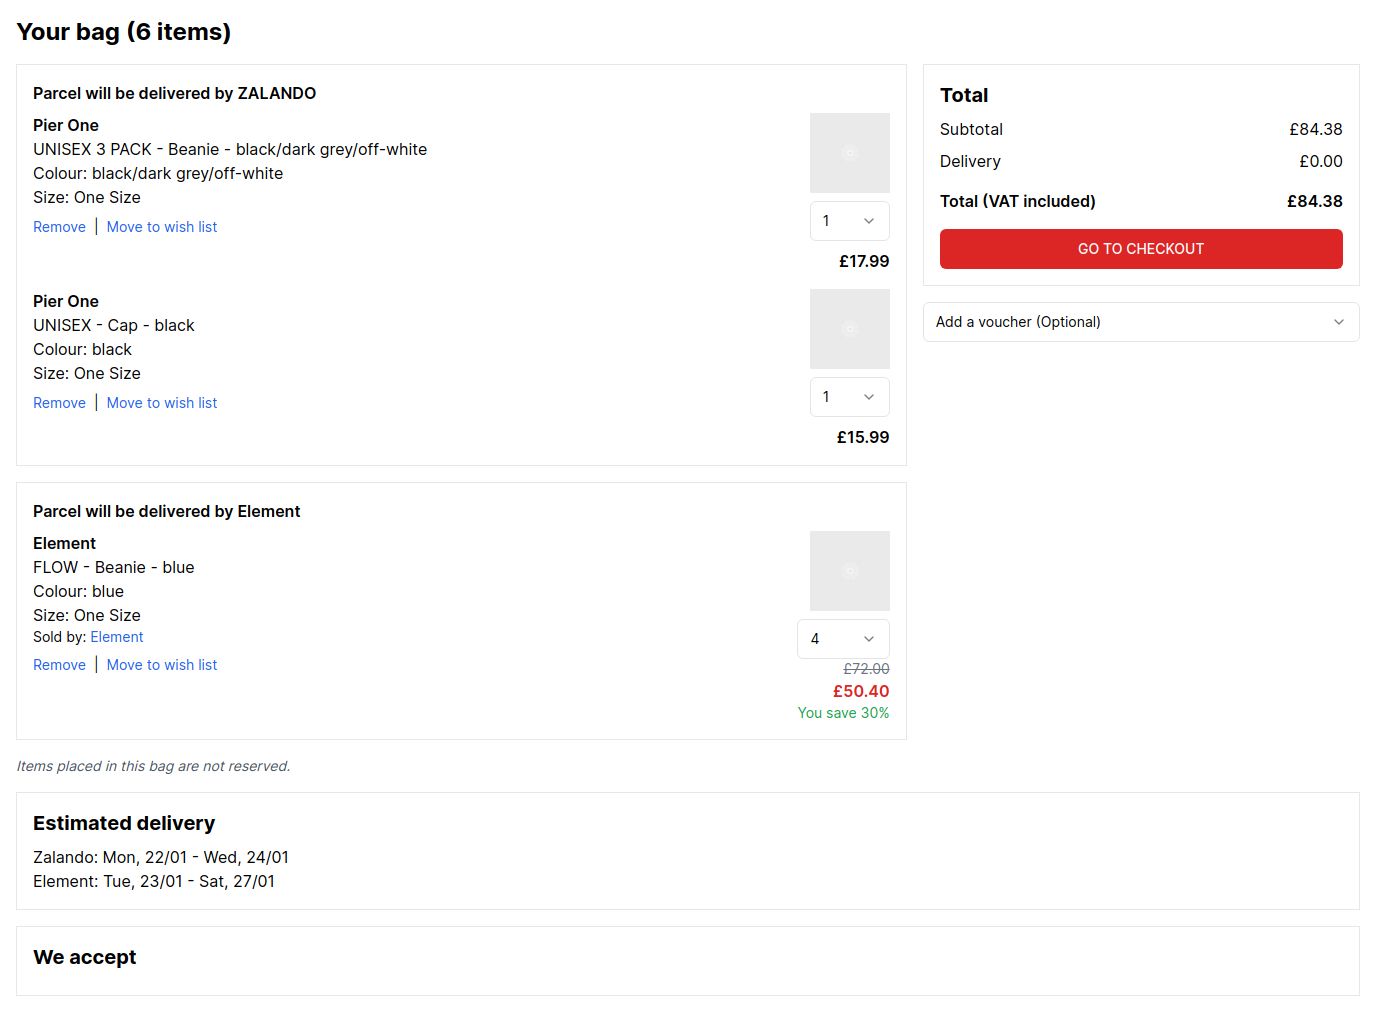 Your bag (6 items)
Parcel will be delivered by ZALANDO
Pier One
UNISEX 3 PACK - Beanie - black/dark grey/off-white
Colour: black/dark grey/off-white
Size: One Size
Remove | Move to wish list
1
£17.99
Pier One
UNISEX - Cap - black
Colour: black
Size: One Size
Remove | Move to wish list
1
£15.99
Parcel will be delivered by Element
Element
FLOW - Beanie - blue
Colour: blue
Size: One Size
Sold by: Element
Remove | Move to wish list
4
£72.00
£50.40
You save 30%
Items placed in this bag are not reserved.
Total
Subtotal £84.38
Delivery £0.00
Total (VAT included) £84.38
GO TO CHECKOUT
Add a voucher (Optional)
Estimated delivery
Zalando: Mon, 22/01 - Wed, 24/01
Element: Tue, 23/01 - Sat, 27/01
We accept